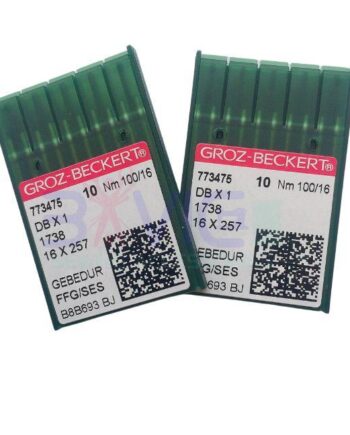 GROZ-BECKERT®
773475 10 Nm 100/16
DB X 1
1738
16 X 257
GEBEDUR
FFG/SES
B8B693 BJ
GROZ-BECKERT®
773475 10 Nm 100/16
DB X 1
1738
16 X 257
GEBEDUR
G/SES
693 BJ